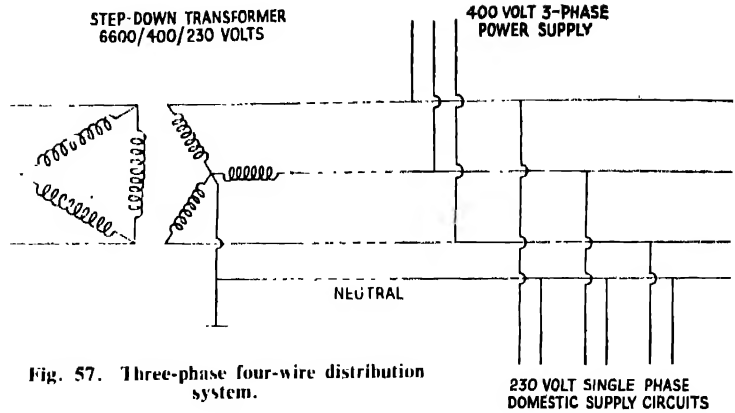 STEP-DOWN TRANSFORMER
6600/400/230 VOLTS
400 VOLT 3-PHASE
POWER SUPPLY
NEUTRAL
Fig. 57. Three-phase four-wire distribution
system.
230 VOLT SINGLE PHASE
DOMESTIC SUPPLY CIRCUITS